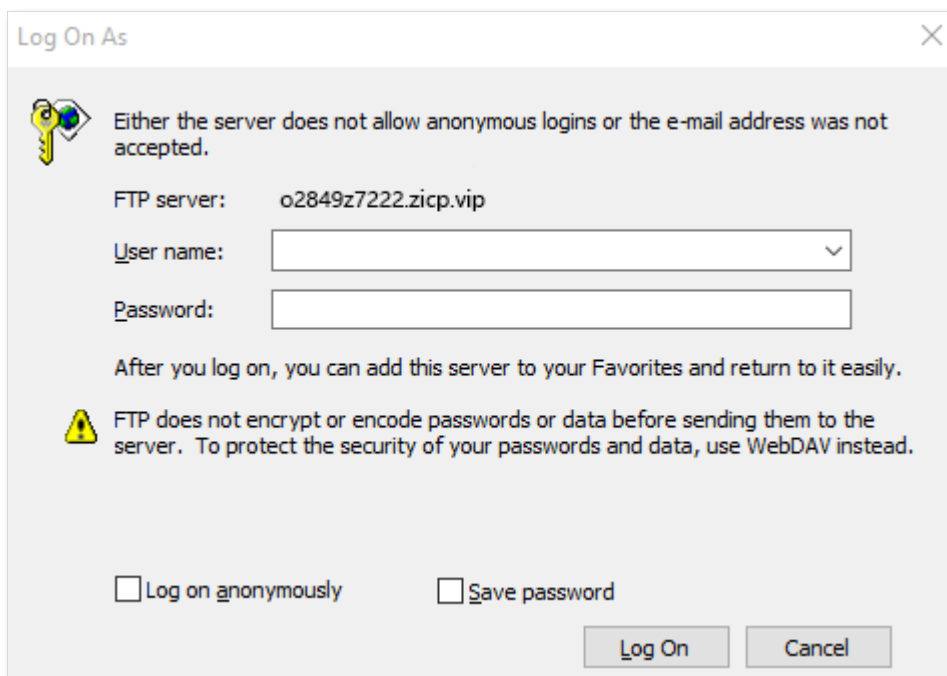 Log On As
Either the server does not allow anonymous logins or the e-mail address was not
accepted.
FTP server: o2849z7222.zicp.vip
User name:
Password:
After you log on, you can add this server to your Favorites and return to it easily.
FTP does not encrypt or encode passwords or data before sending them to the
server. To protect the security of your passwords and data, use WebDAV instead.
Log on anonymously Save password
Log On Cancel